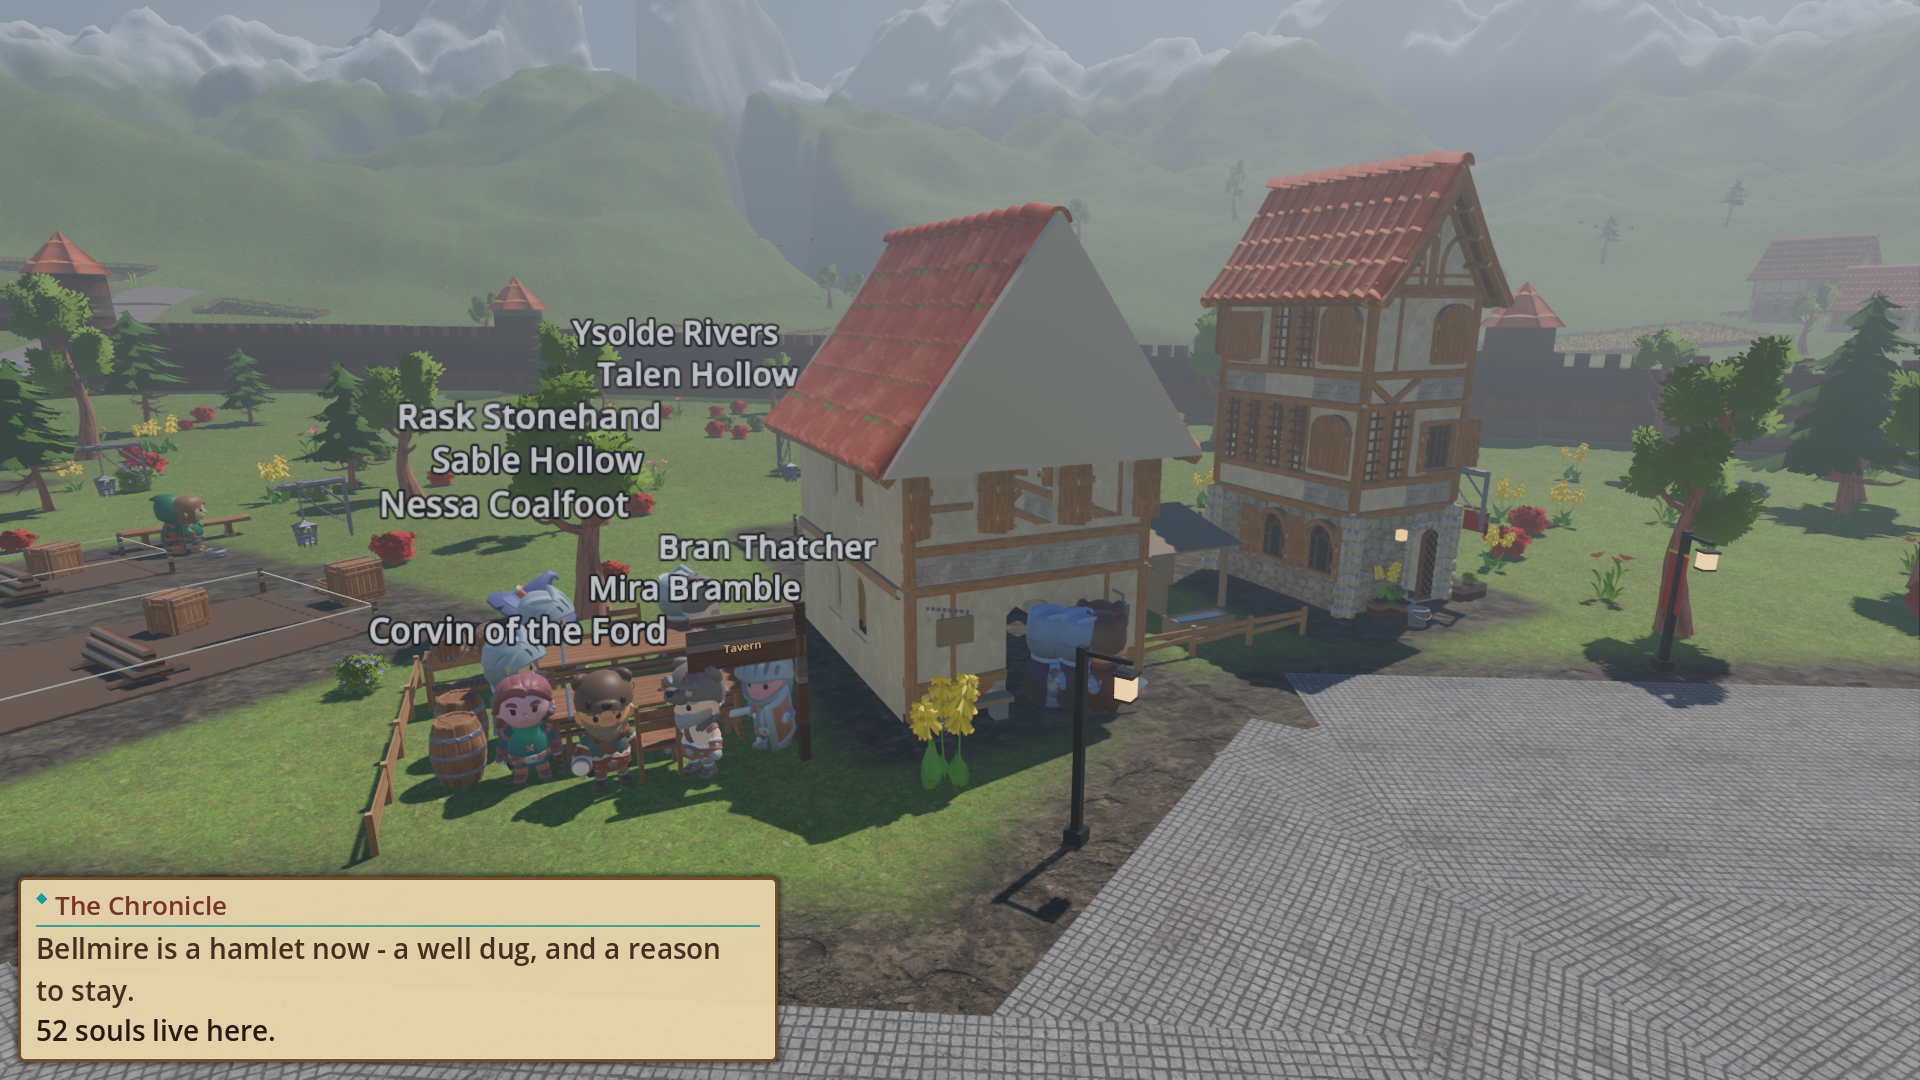 Ysolde Rivers
Talen Hollow
Rask Stonehand
Sable Hollow
Nessa Coalfoot
Bran Thatcher
Mira Bramble
Corvin of the Ford
Tavern
The Chronicle
Bellmire is a hamlet now - a well dug, and a reason
to stay.
52 souls live here.